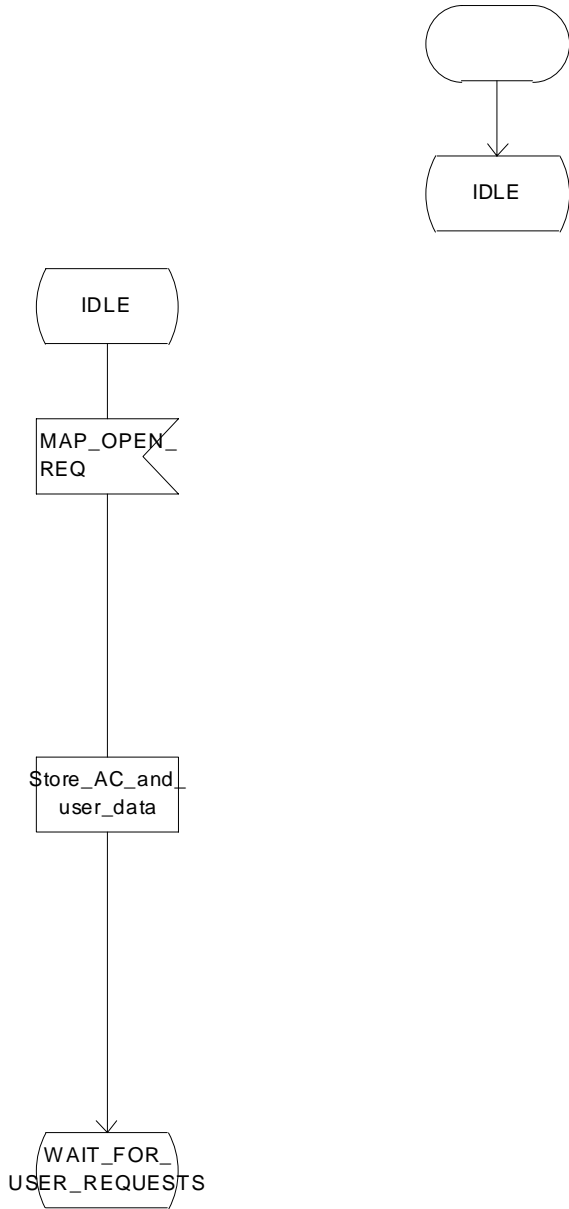 IDLE
IDLE
MAP_OPEN_
REQ
Store_AC_and_
user_data
WAIT_FOR_
USER_REQUESTS